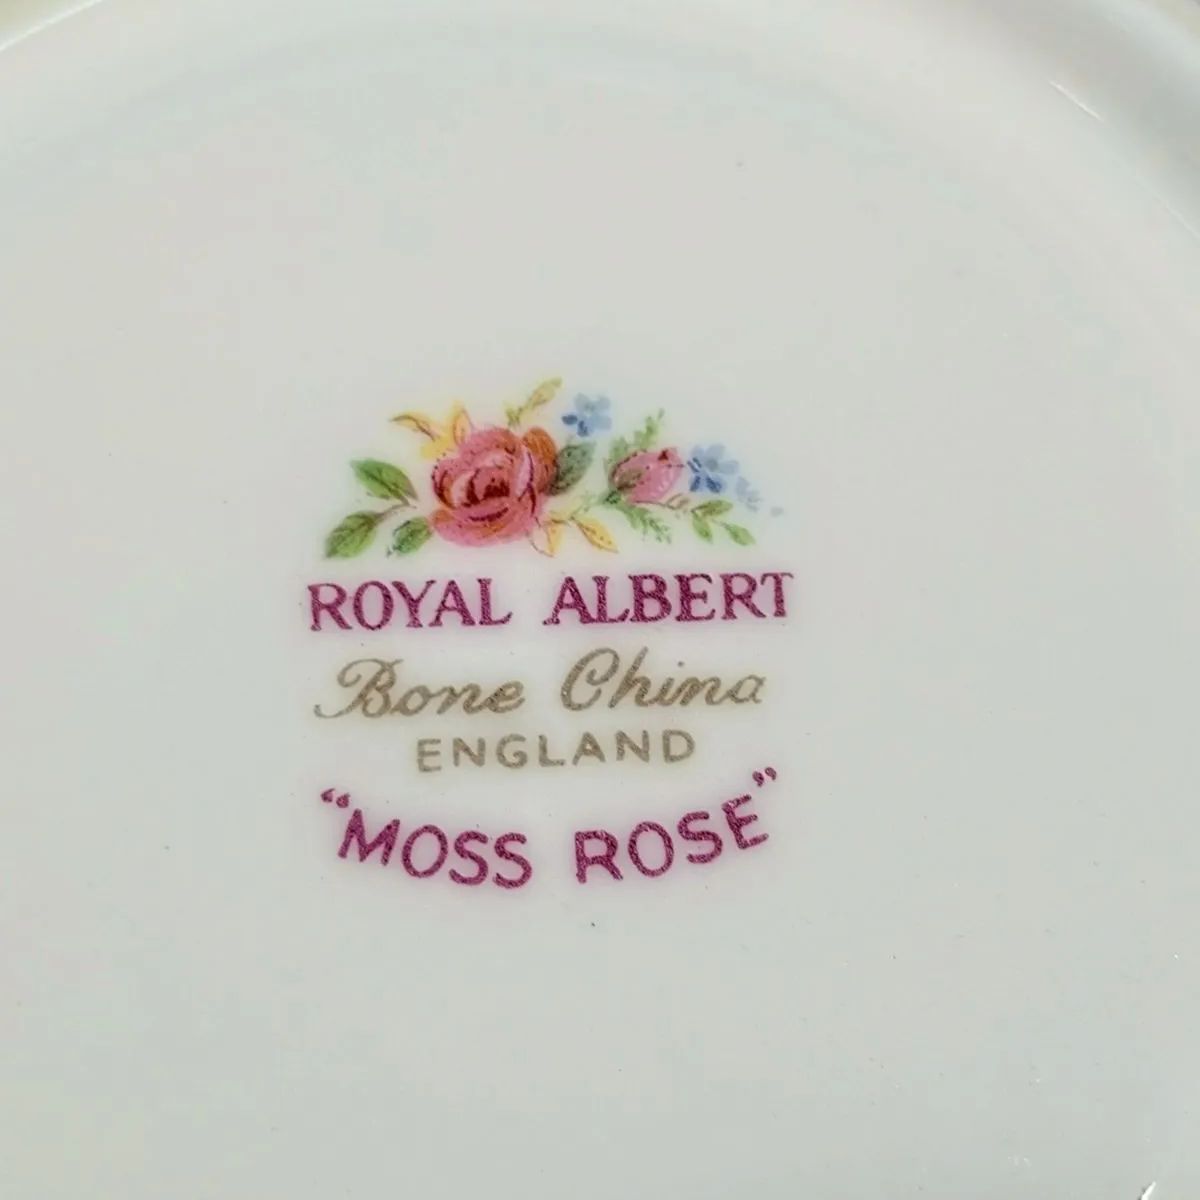 ROYAL ALBERT
Bone China
ENGLAND
"MOSS ROSE"